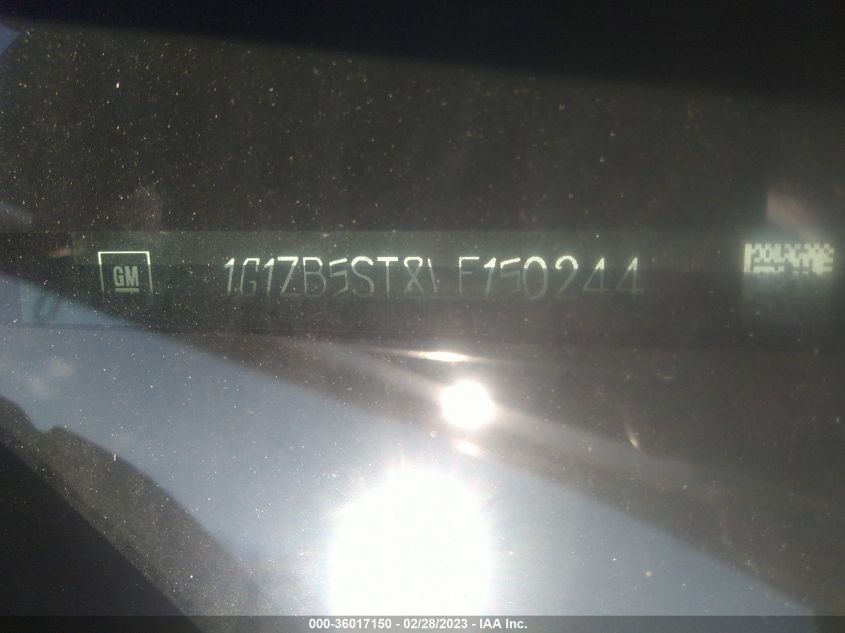 GM 1G1ZB5ST8LF150244
000-36017150 - 02/28/2023 - IAA Inc.